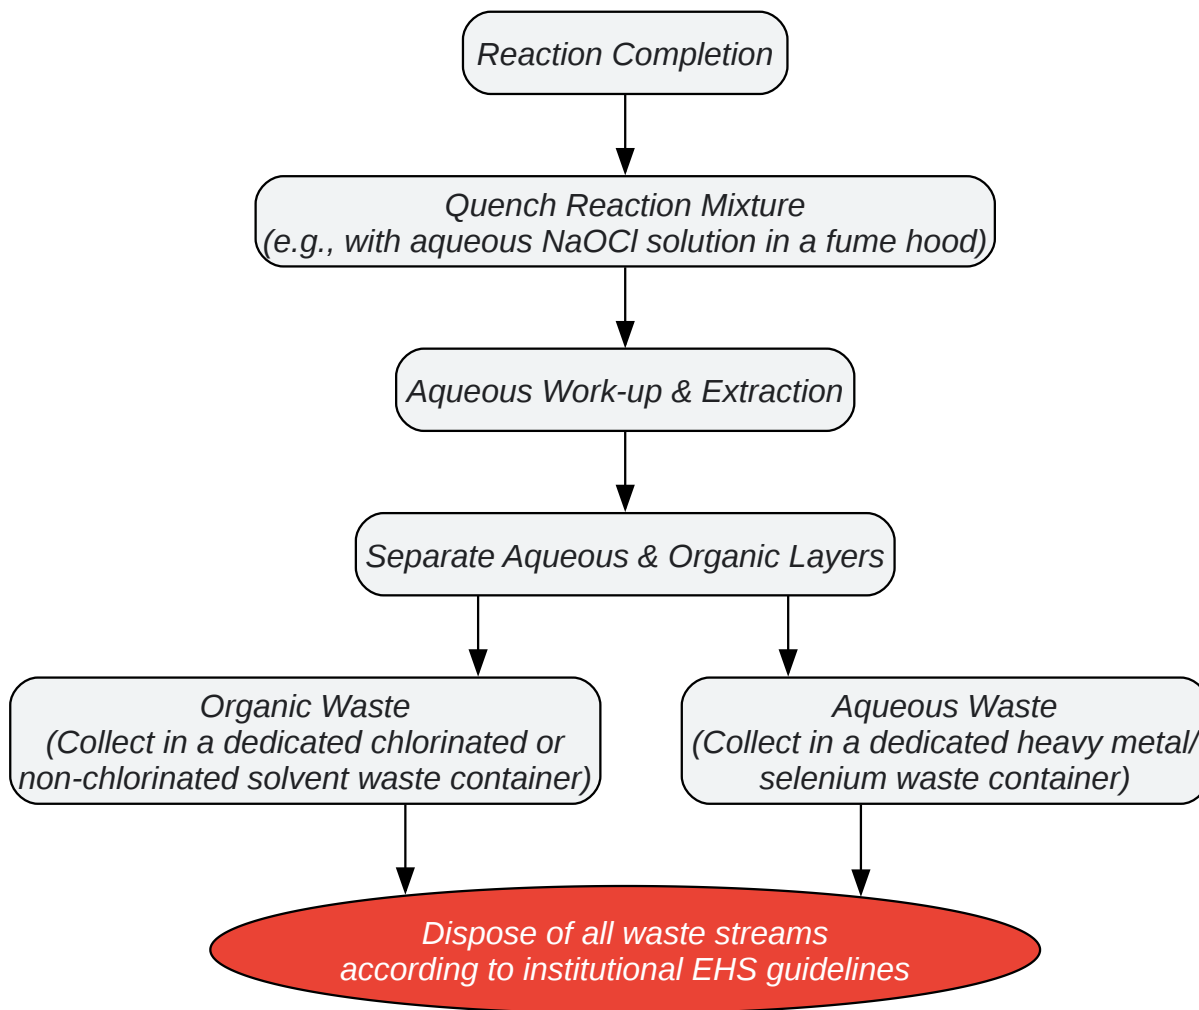 Reaction Completion
Quench Reaction Mixture
(e.g., with aqueous NaOCl solution in a fume hood)
Aqueous Work-up & Extraction
Separate Aqueous & Organic Layers
Organic Waste
(Collect in a dedicated chlorinated or
non-chlorinated solvent waste container)
Aqueous Waste
(Collect in a dedicated heavy metal/
selenium waste container)
Dispose of all waste streams
according to institutional EHS guidelines